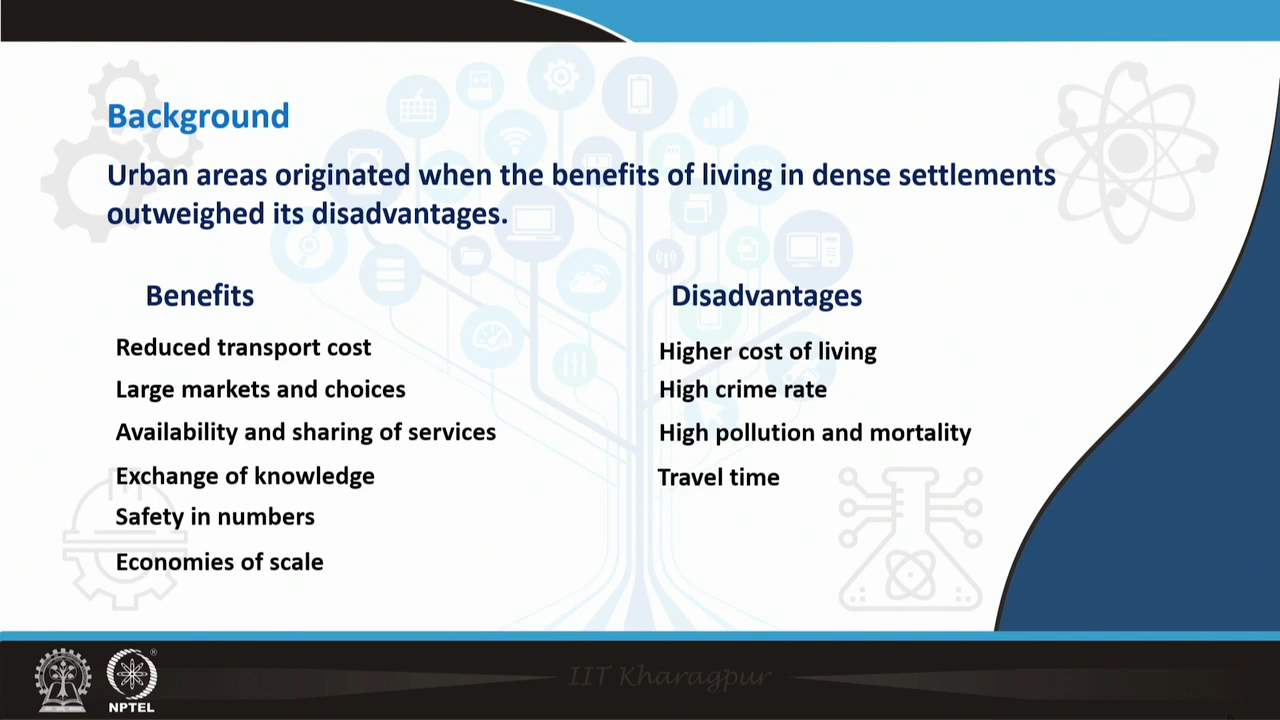 Background
Urban areas originated when the benefits of living in dense settlements
outweighed its disadvantages.
Benefits
Reduced transport cost
Large markets and choices
Availability and sharing of services
Exchange of knowledge
Safety in numbers
Economies of scale
Disadvantages
Higher cost of living
High crime rate
High pollution and mortality
Travel time
NPTEL
®
IIT Kharagpur